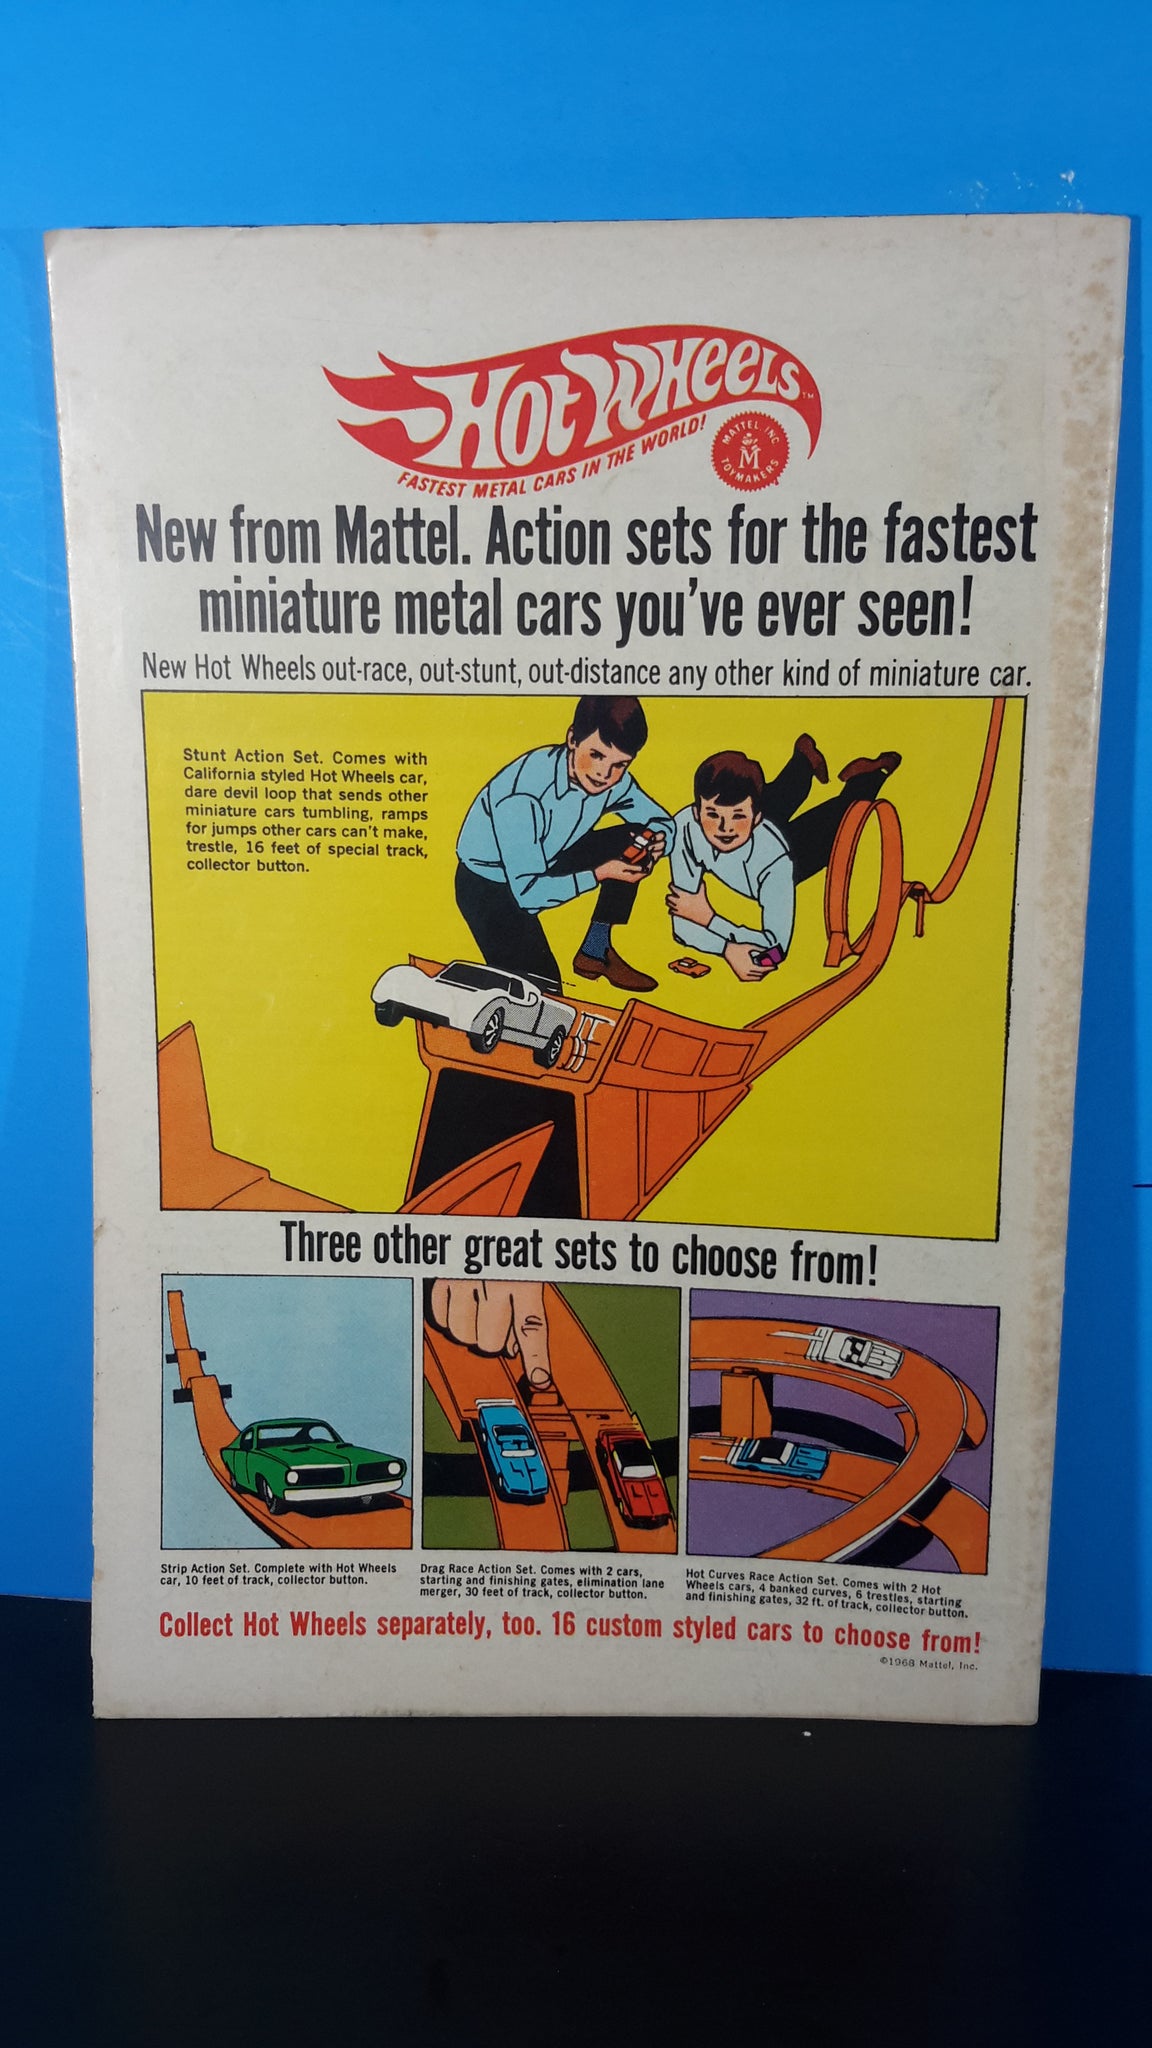 HOT WHEELS™
FASTEST METAL CARS IN THE WORLD!
MATTEL INC
M
TOYMAKERS
New from Mattel. Action sets for the fastest
miniature metal cars you've ever seen!
New Hot Wheels out-race, out-stunt, out-distance any other kind of miniature car.
Stunt Action Set. Comes with
California styled Hot Wheels car,
dare devil loop that sends other
miniature cars tumbling, ramps
for jumps other cars can't make,
trestle, 16 feet of special track,
collector button.
Three other great sets to choose from!
Strip Action Set. Complete with Hot Wheels
car, 10 feet of track, collector button.
Drag Race Action Set. Comes with 2 cars,
starting and finishing gates, elimination lane
merger, 30 feet of track, collector button.
Hot Curves Race Action Set. Comes with 2 Hot
Wheels cars, 4 banked curves, 6 trestles, starting
and finishing gates, 32 ft. of track, collector button.
Collect Hot Wheels separately, too. 16 custom styled cars to choose from!
©1968 Mattel, Inc.